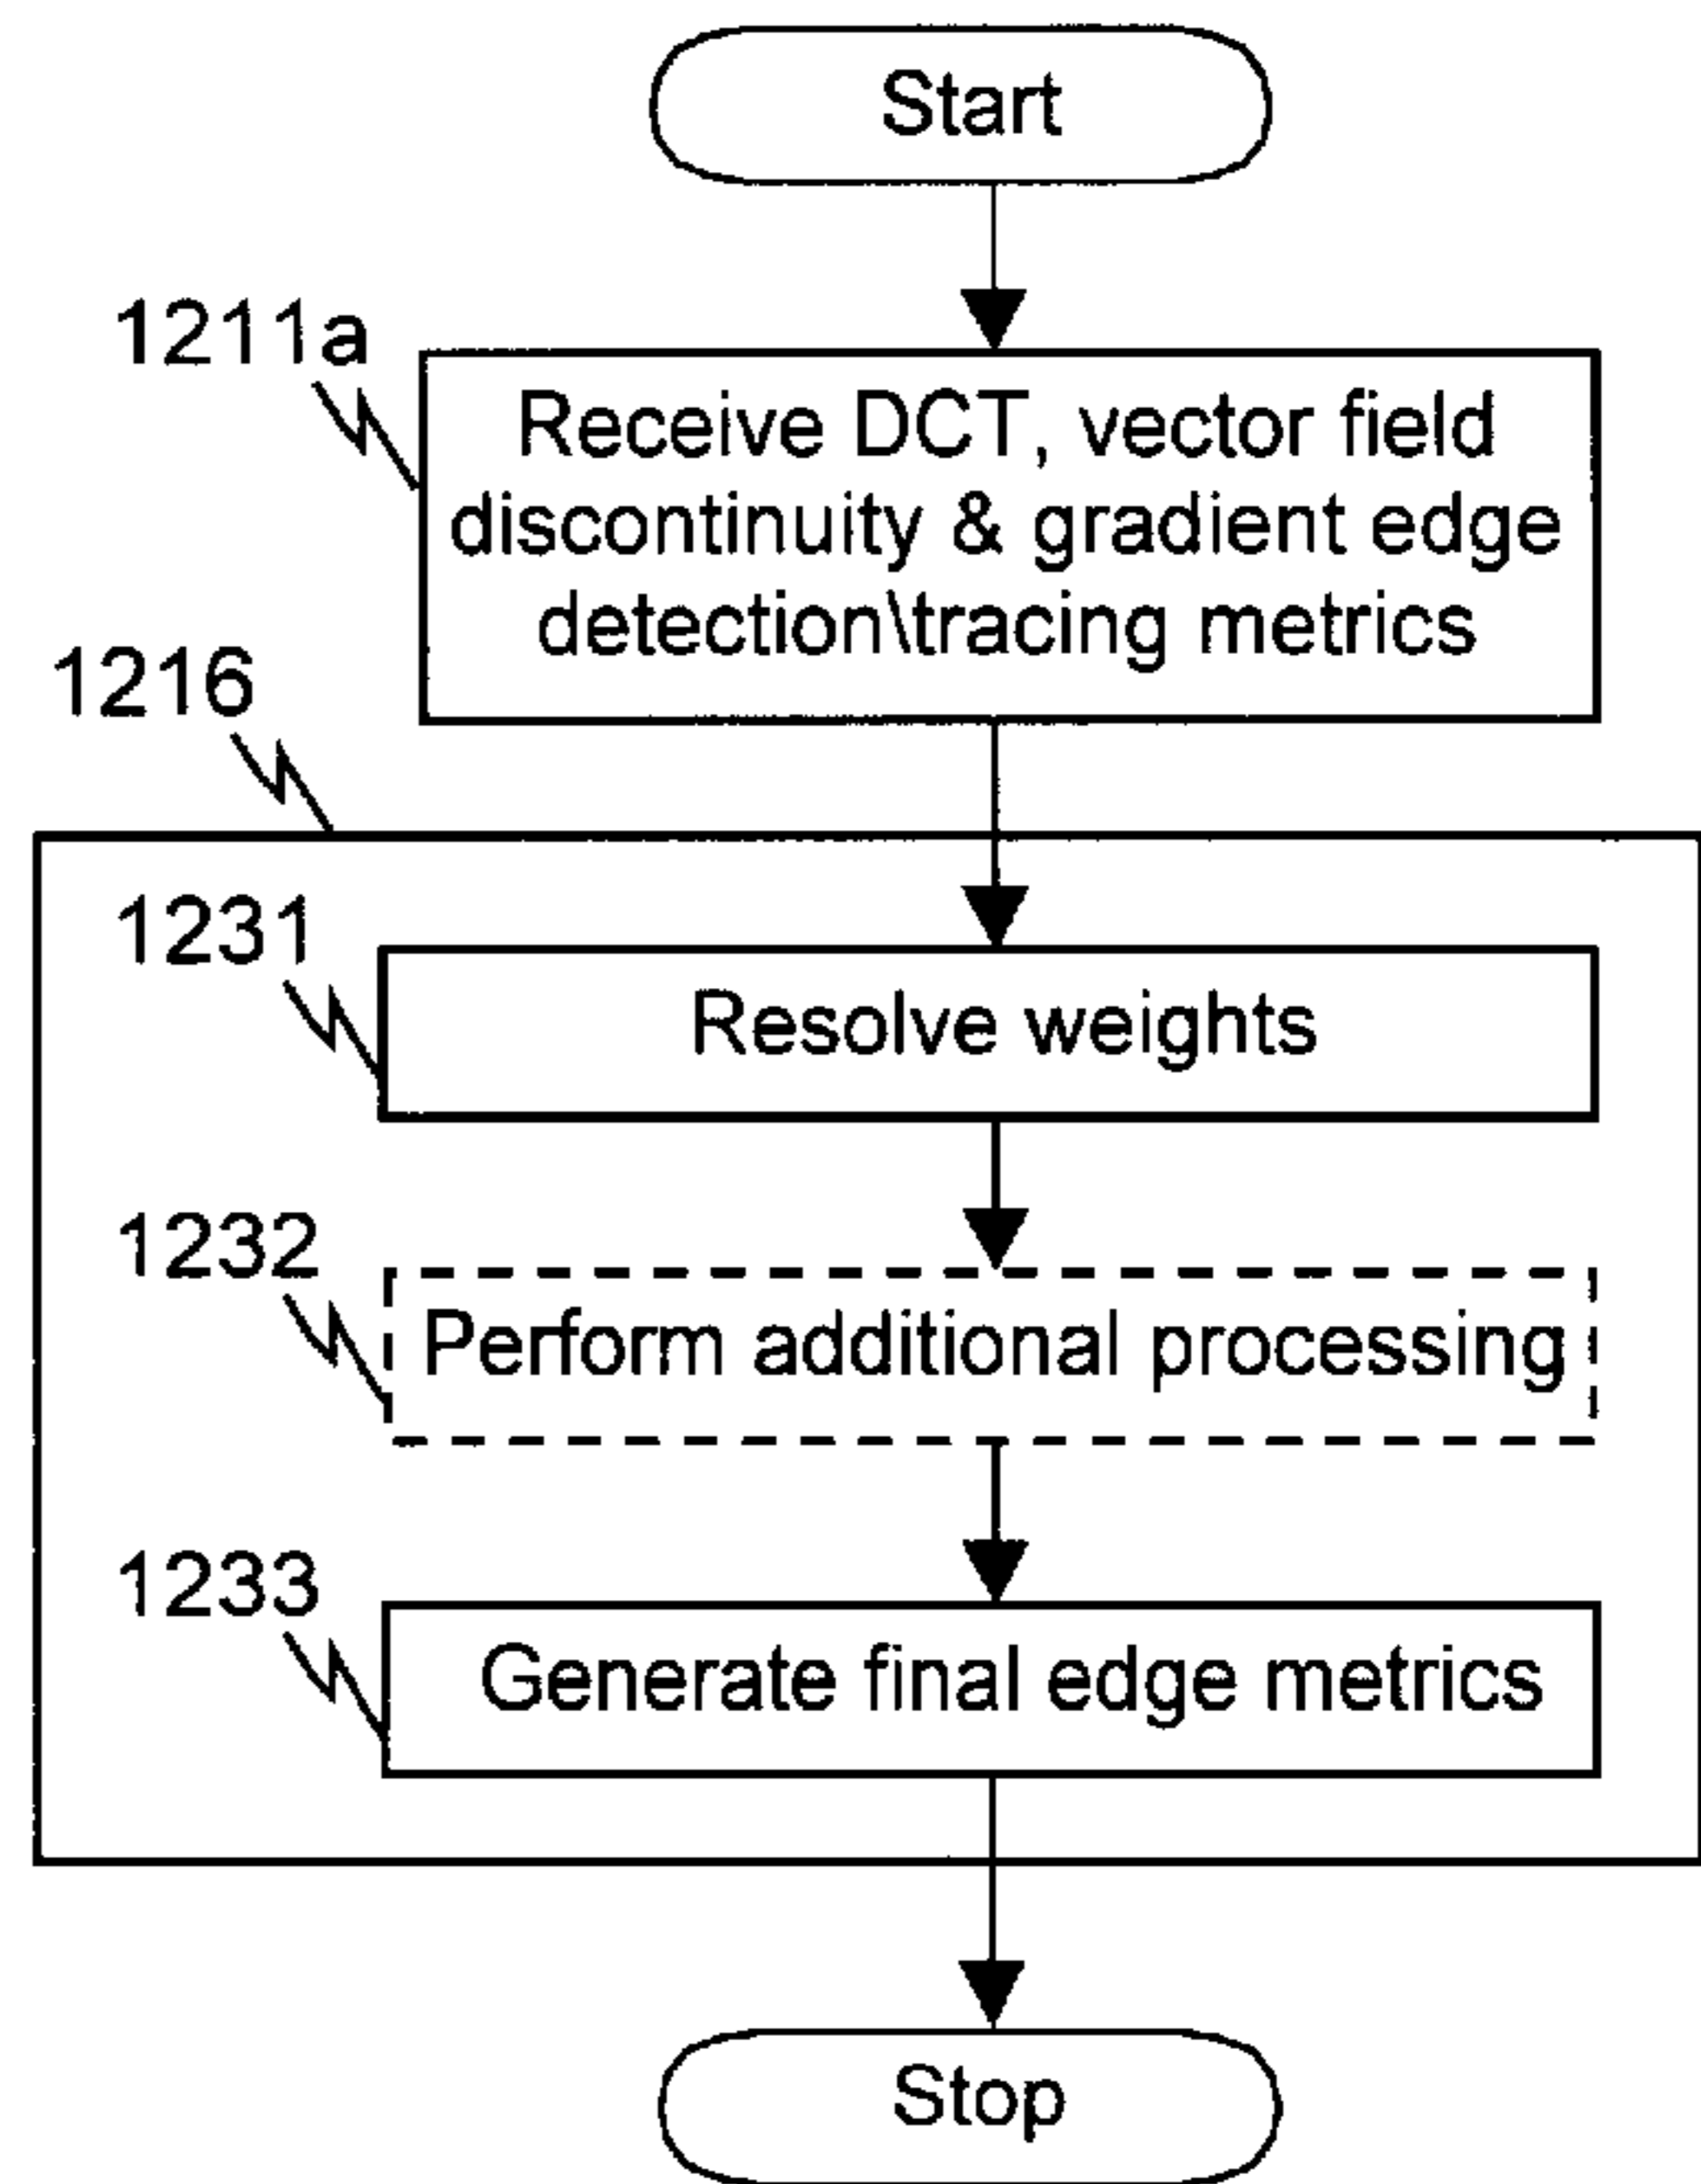 Start
1211a
Receive DCT, vector field
discontinuity & gradient edge
detection\tracing metrics
1216
1231
Resolve weights
1232
Perform additional processing
1233
Generate final edge metrics
Stop